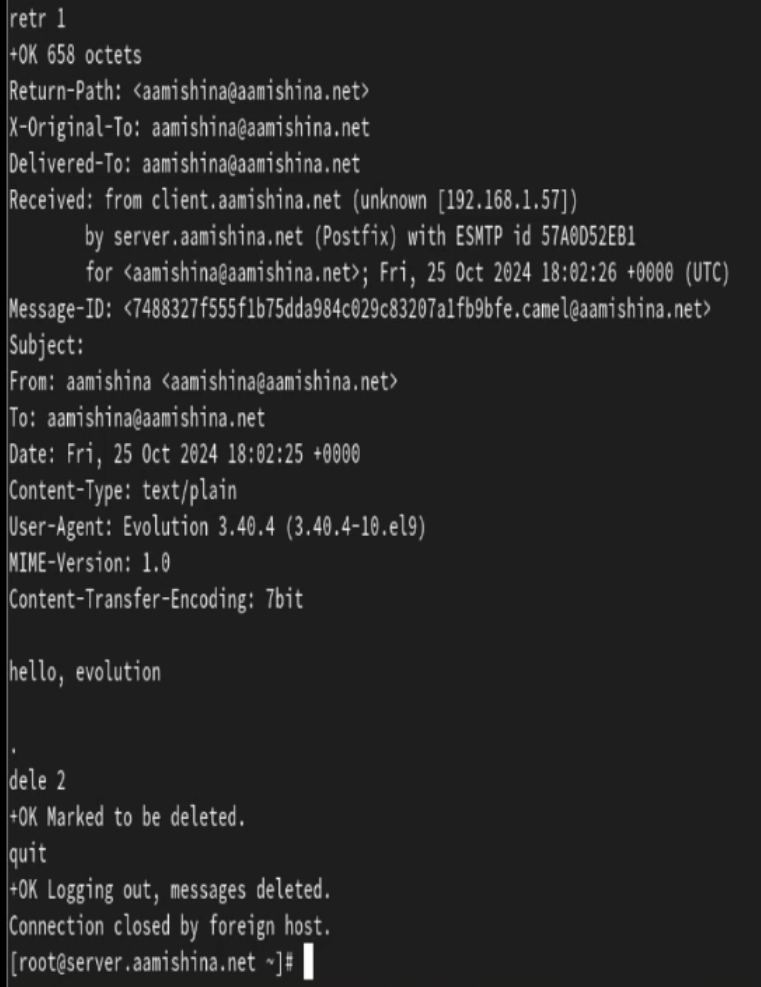 retr 1
+OK 658 octets
Return-Path: <aamishina@aamishina.net>
X-Original-To: aamishina@aamishina.net
Delivered-To: aamishina@aamishina.net
Received: from client.aamishina.net (unknown [192.168.1.57])
        by server.aamishina.net (Postfix) with ESMTP id 57A0D52EB1
        for <aamishina@aamishina.net>; Fri, 25 Oct 2024 18:02:26 +0000 (UTC)
Message-ID: <7488327f555f1b75dda984c029c83207a1fb9bfe.camel@aamishina.net>
Subject:
From: aamishina <aamishina@aamishina.net>
To: aamishina@aamishina.net
Date: Fri, 25 Oct 2024 18:02:25 +0000
Content-Type: text/plain
User-Agent: Evolution 3.40.4 (3.40.4-10.el9)
MIME-Version: 1.0
Content-Transfer-Encoding: 7bit

hello, evolution

.
dele 2
+OK Marked to be deleted.
quit
+OK Logging out, messages deleted.
Connection closed by foreign host.
[root@server.aamishina.net ~]#